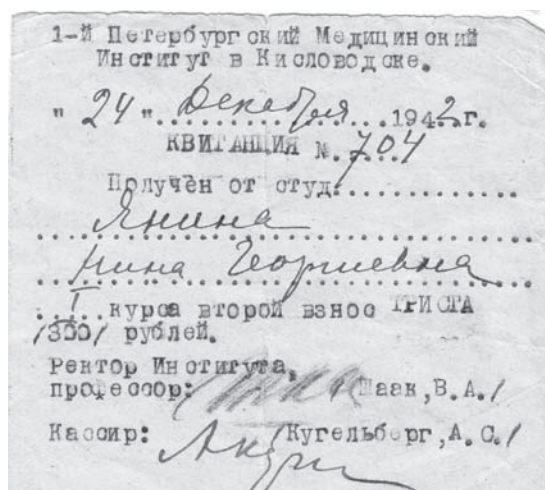 1-й Петербургский Медицинский
Институт в Кисловодске.
" 24 " Декабря 1942 г.
КВИТАНЦИЯ №. 704
Получен от студ.
Янина
Нина Георгиевна
I курса второй взнос ТРИСТА
/300/ рублей.
Ректор Института,
профессор: /Шаак, В.А./
Кассир: /Кугельберг, А.С./